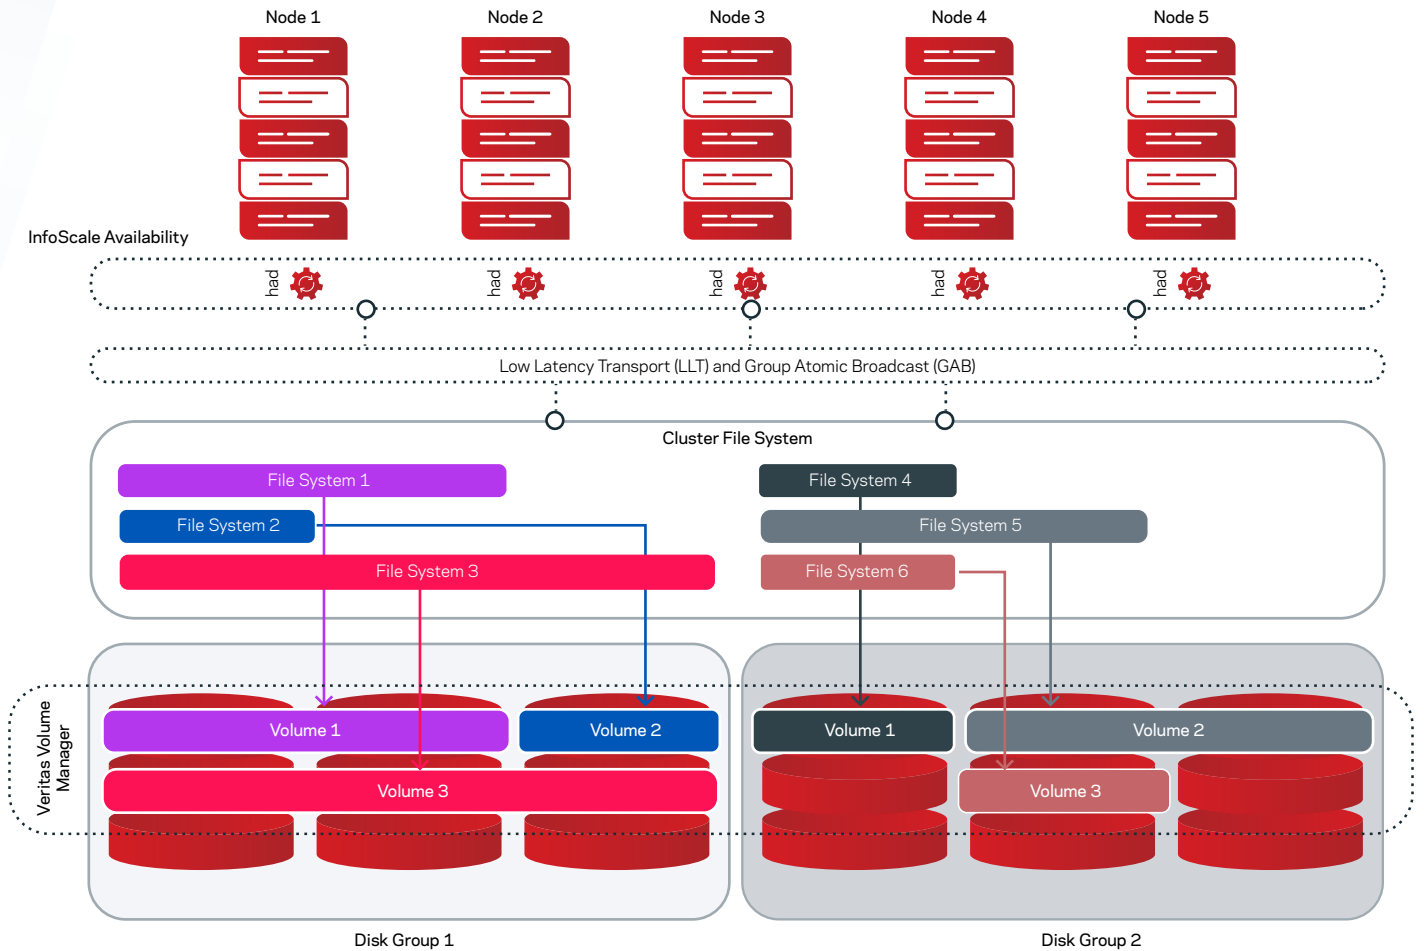 Node 1
Node 2
Node 3
Node 4
Node 5
InfoScale Availability
had
had
had
had
had
Low Latency Transport (LLT) and Group Atomic Broadcast (GAB)
Cluster File System
File System 1
File System 4
File System 2
File System 5
File System 3
File System 6
Veritas Volume
Manager
Volume 1
Volume 2
Volume 1
Volume 2
Volume 3
Volume 3
Disk Group 1
Disk Group 2